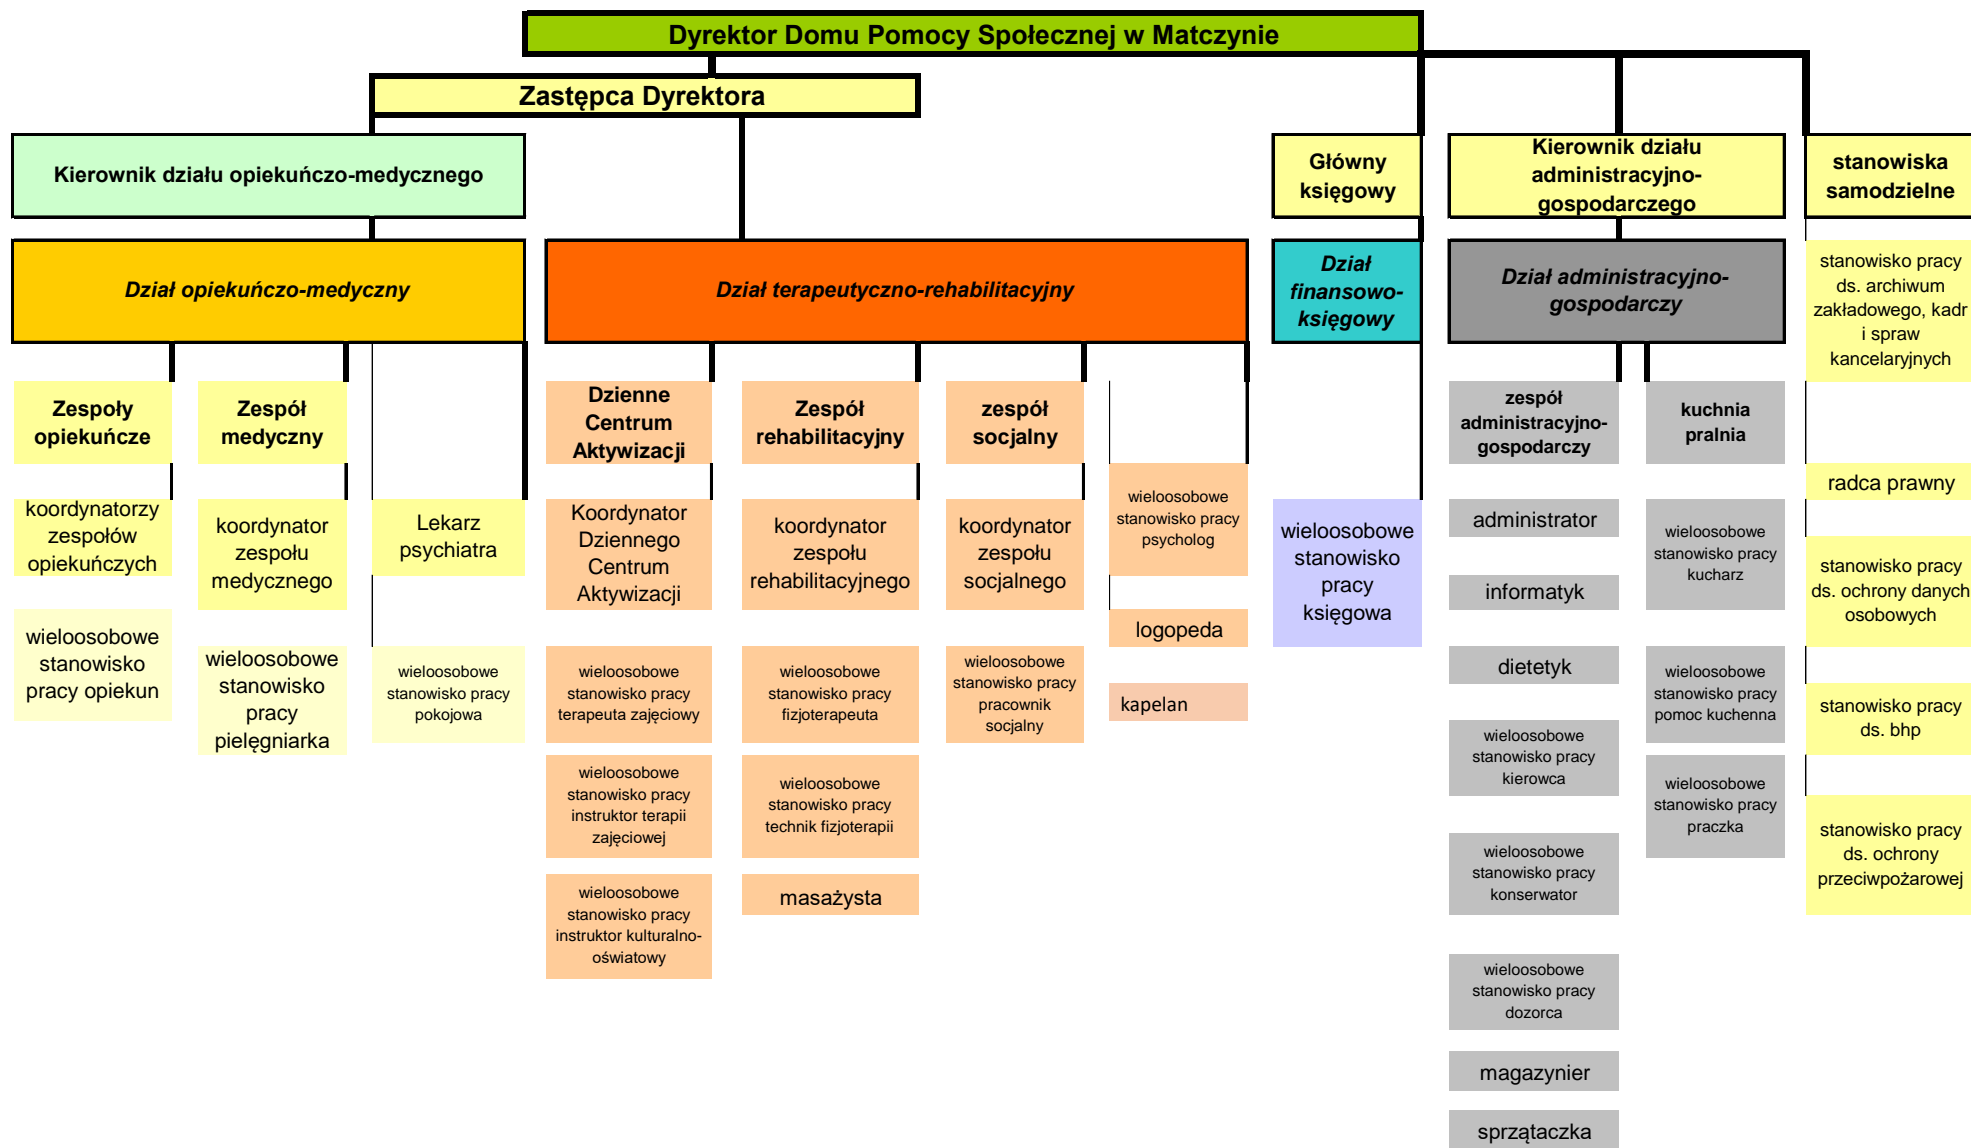 Dyrektor Domu Pomocy Społecznej w Matczynie
Zastępca Dyrektora
Kierownik działu opiekuńczo-medycznego
Główny
księgowy
Kierownik działu
administracyjno-
gospodarczego
stanowiska
samodzielne
Dział opiekuńczo-medyczny
Dział terapeutyczno-rehabilitacyjny
Dział
finansowo-
księgowy
Dział administracyjno-
gospodarczy
stanowisko pracy
ds. archiwum
zakładowego, kadr
i spraw
kancelaryjnych
Zespoły
opiekuńcze
Zespół
medyczny
Dzienne
Centrum
Aktywizacji
Zespół
rehabilitacyjny
zespół
socjalny
zespół
administracyjno-
gospodarczy
kuchnia
pralnia
koordynatorzy
zespołów
opiekuńczych
koordynator
zespołu
medycznego
Lekarz
psychiatra
Koordynator
Dziennego
Centrum
Aktywizacji
koordynator
zespołu
rehabilitacyjnego
koordynator
zespołu
socjalnego
wieloosobowe
stanowisko pracy
psycholog
wieloosobowe
stanowisko
pracy
księgowa
administrator
wieloosobowe
stanowisko pracy
kucharz
radca prawny
informatyk
stanowisko pracy
ds. ochrony danych
osobowych
wieloosobowe
stanowisko
pracy opiekun
wieloosobowe
stanowisko
pracy
pielęgniarka
wieloosobowe
stanowisko pracy
pokojowa
wieloosobowe
stanowisko pracy
terapeuta zajęciowy
wieloosobowe
stanowisko pracy
fizjoterapeuta
wieloosobowe
stanowisko pracy
pracownik
socjalny
logopeda
kapelan
dietetyk
wieloosobowe
stanowisko pracy
pomoc kuchenna
stanowisko pracy
ds. bhp
wieloosobowe
stanowisko pracy
kierowca
wieloosobowe
stanowisko pracy
instruktor terapii
zajęciowej
wieloosobowe
stanowisko pracy
technik fizjoterapii
wieloosobowe
stanowisko pracy
praczka
stanowisko pracy
ds. ochrony
przeciwpożarowej
wieloosobowe
stanowisko pracy
konserwator
wieloosobowe
stanowisko pracy
instruktor kulturalno-
oświatowy
masażysta
wieloosobowe
stanowisko pracy
dozorca
magazynier
sprzątaczka